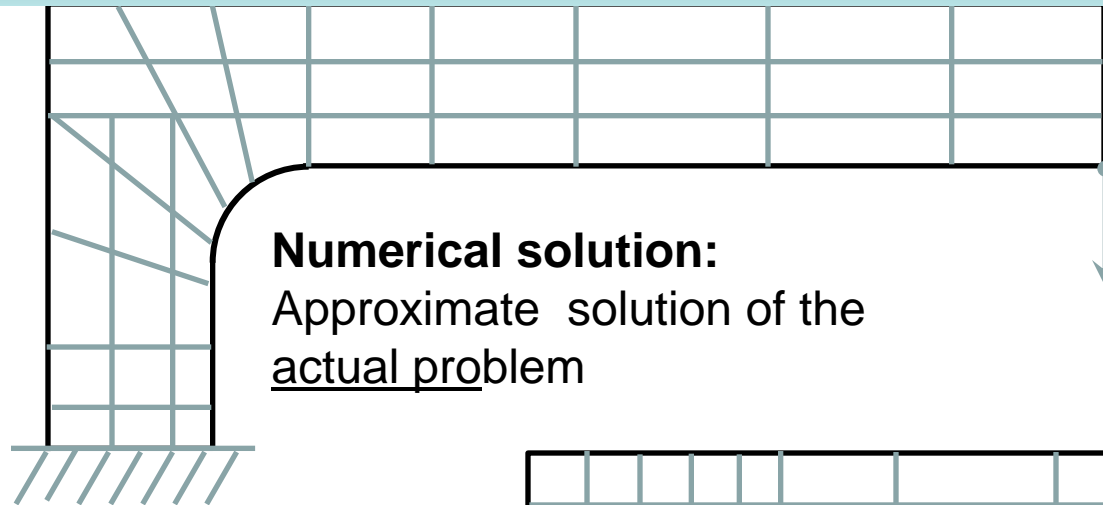 Numerical solution:
Approximate solution of the
actual problem